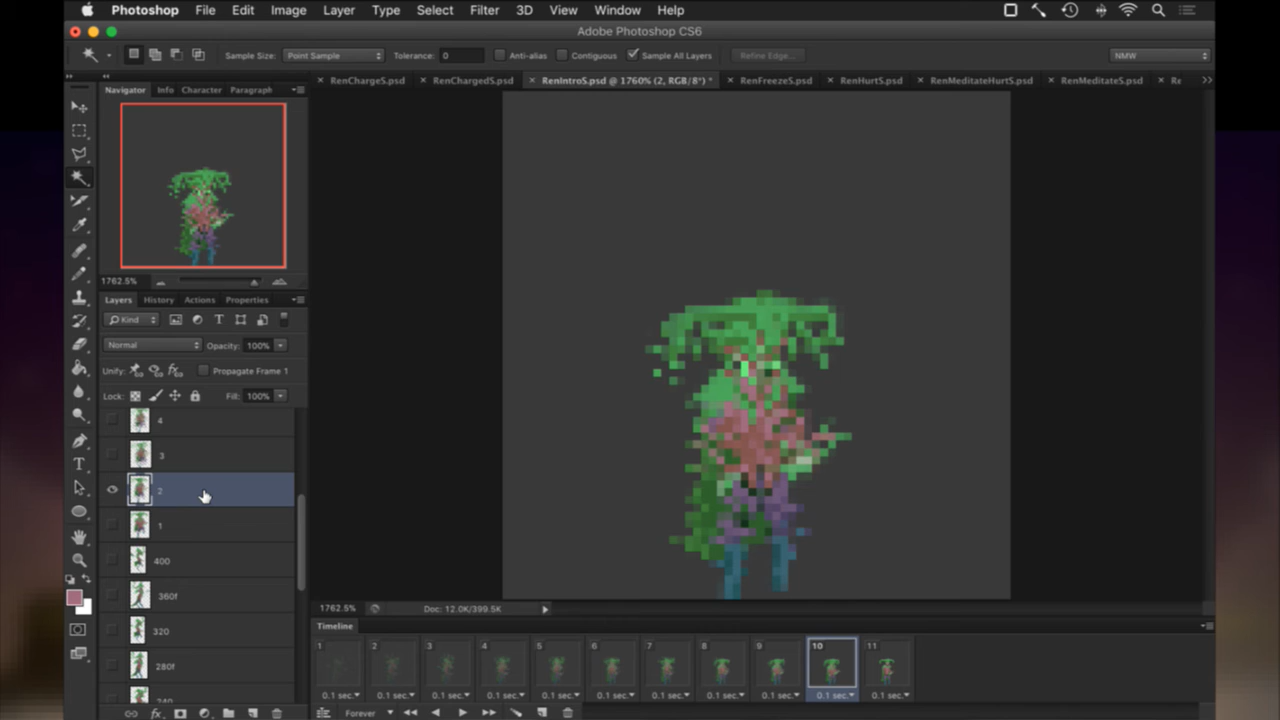 Photoshop File Edit Image Layer Type Select Filter 3D View Window Help
Adobe Photoshop CS6
Sample Size: Point Sample Tolerance: 0 Anti-alias Contiguous Sample All Layers Refine Edge... NMW
RenChargeS.psd RenChargedS.psd RenIntroS.psd @ 1760% (2, RGB/8*) * RenFreezeS.psd RenHurtS.psd RenMeditateHurtS.psd RenMeditateS.psd Re
Navigator Info Character Paragraph
1762.5%
Layers History Actions Properties
Kind
Normal Opacity: 100%
Unify: Propagate Frame 1
Lock: Fill: 100%
4
3
2
1
400
360f
320
280f
240
1762.5% Doc: 12.0K/399.5K
Timeline
1 2 3 4 5 6 7 8 9 10 11
0.1 sec. 0.1 sec. 0.1 sec. 0.1 sec. 0.1 sec. 0.1 sec. 0.1 sec. 0.1 sec. 0.1 sec. 0.1 sec. 0.1 sec.
Forever